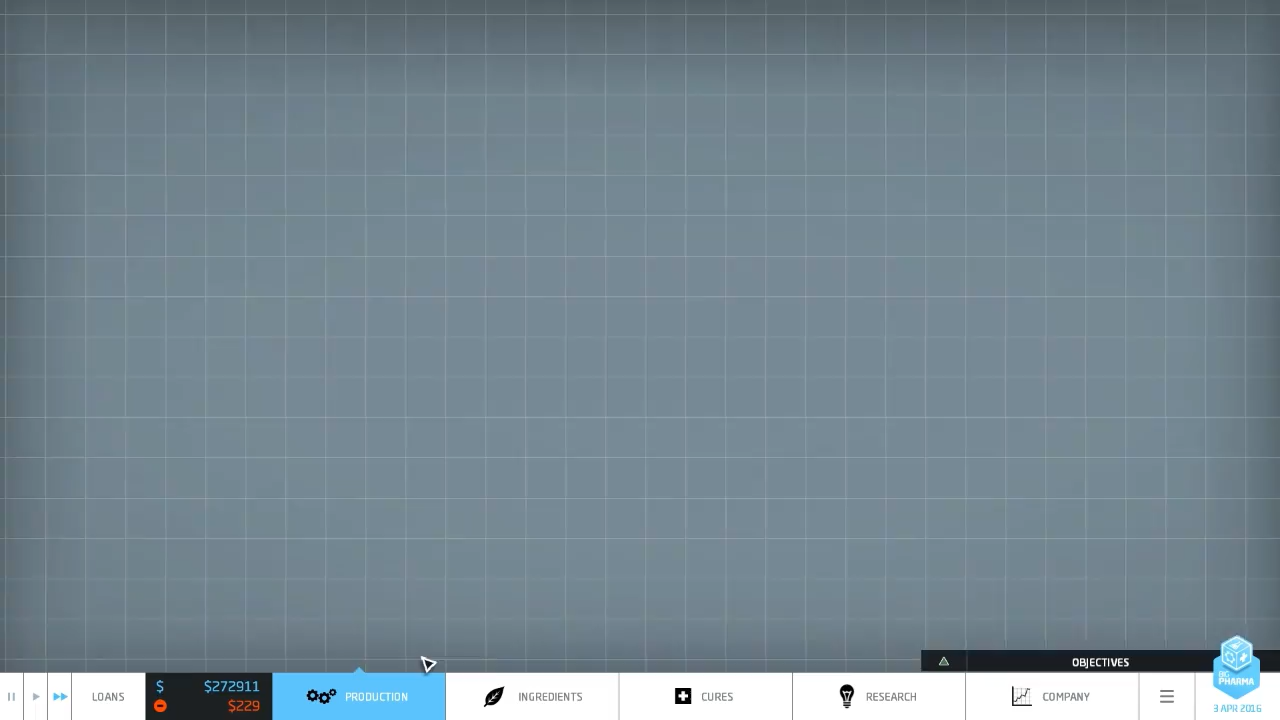 OBJECTIVES
LOANS
$ $272911
$229
PRODUCTION
INGREDIENTS
CURES
RESEARCH
COMPANY
BIG
PHARMA
3 APR 2016